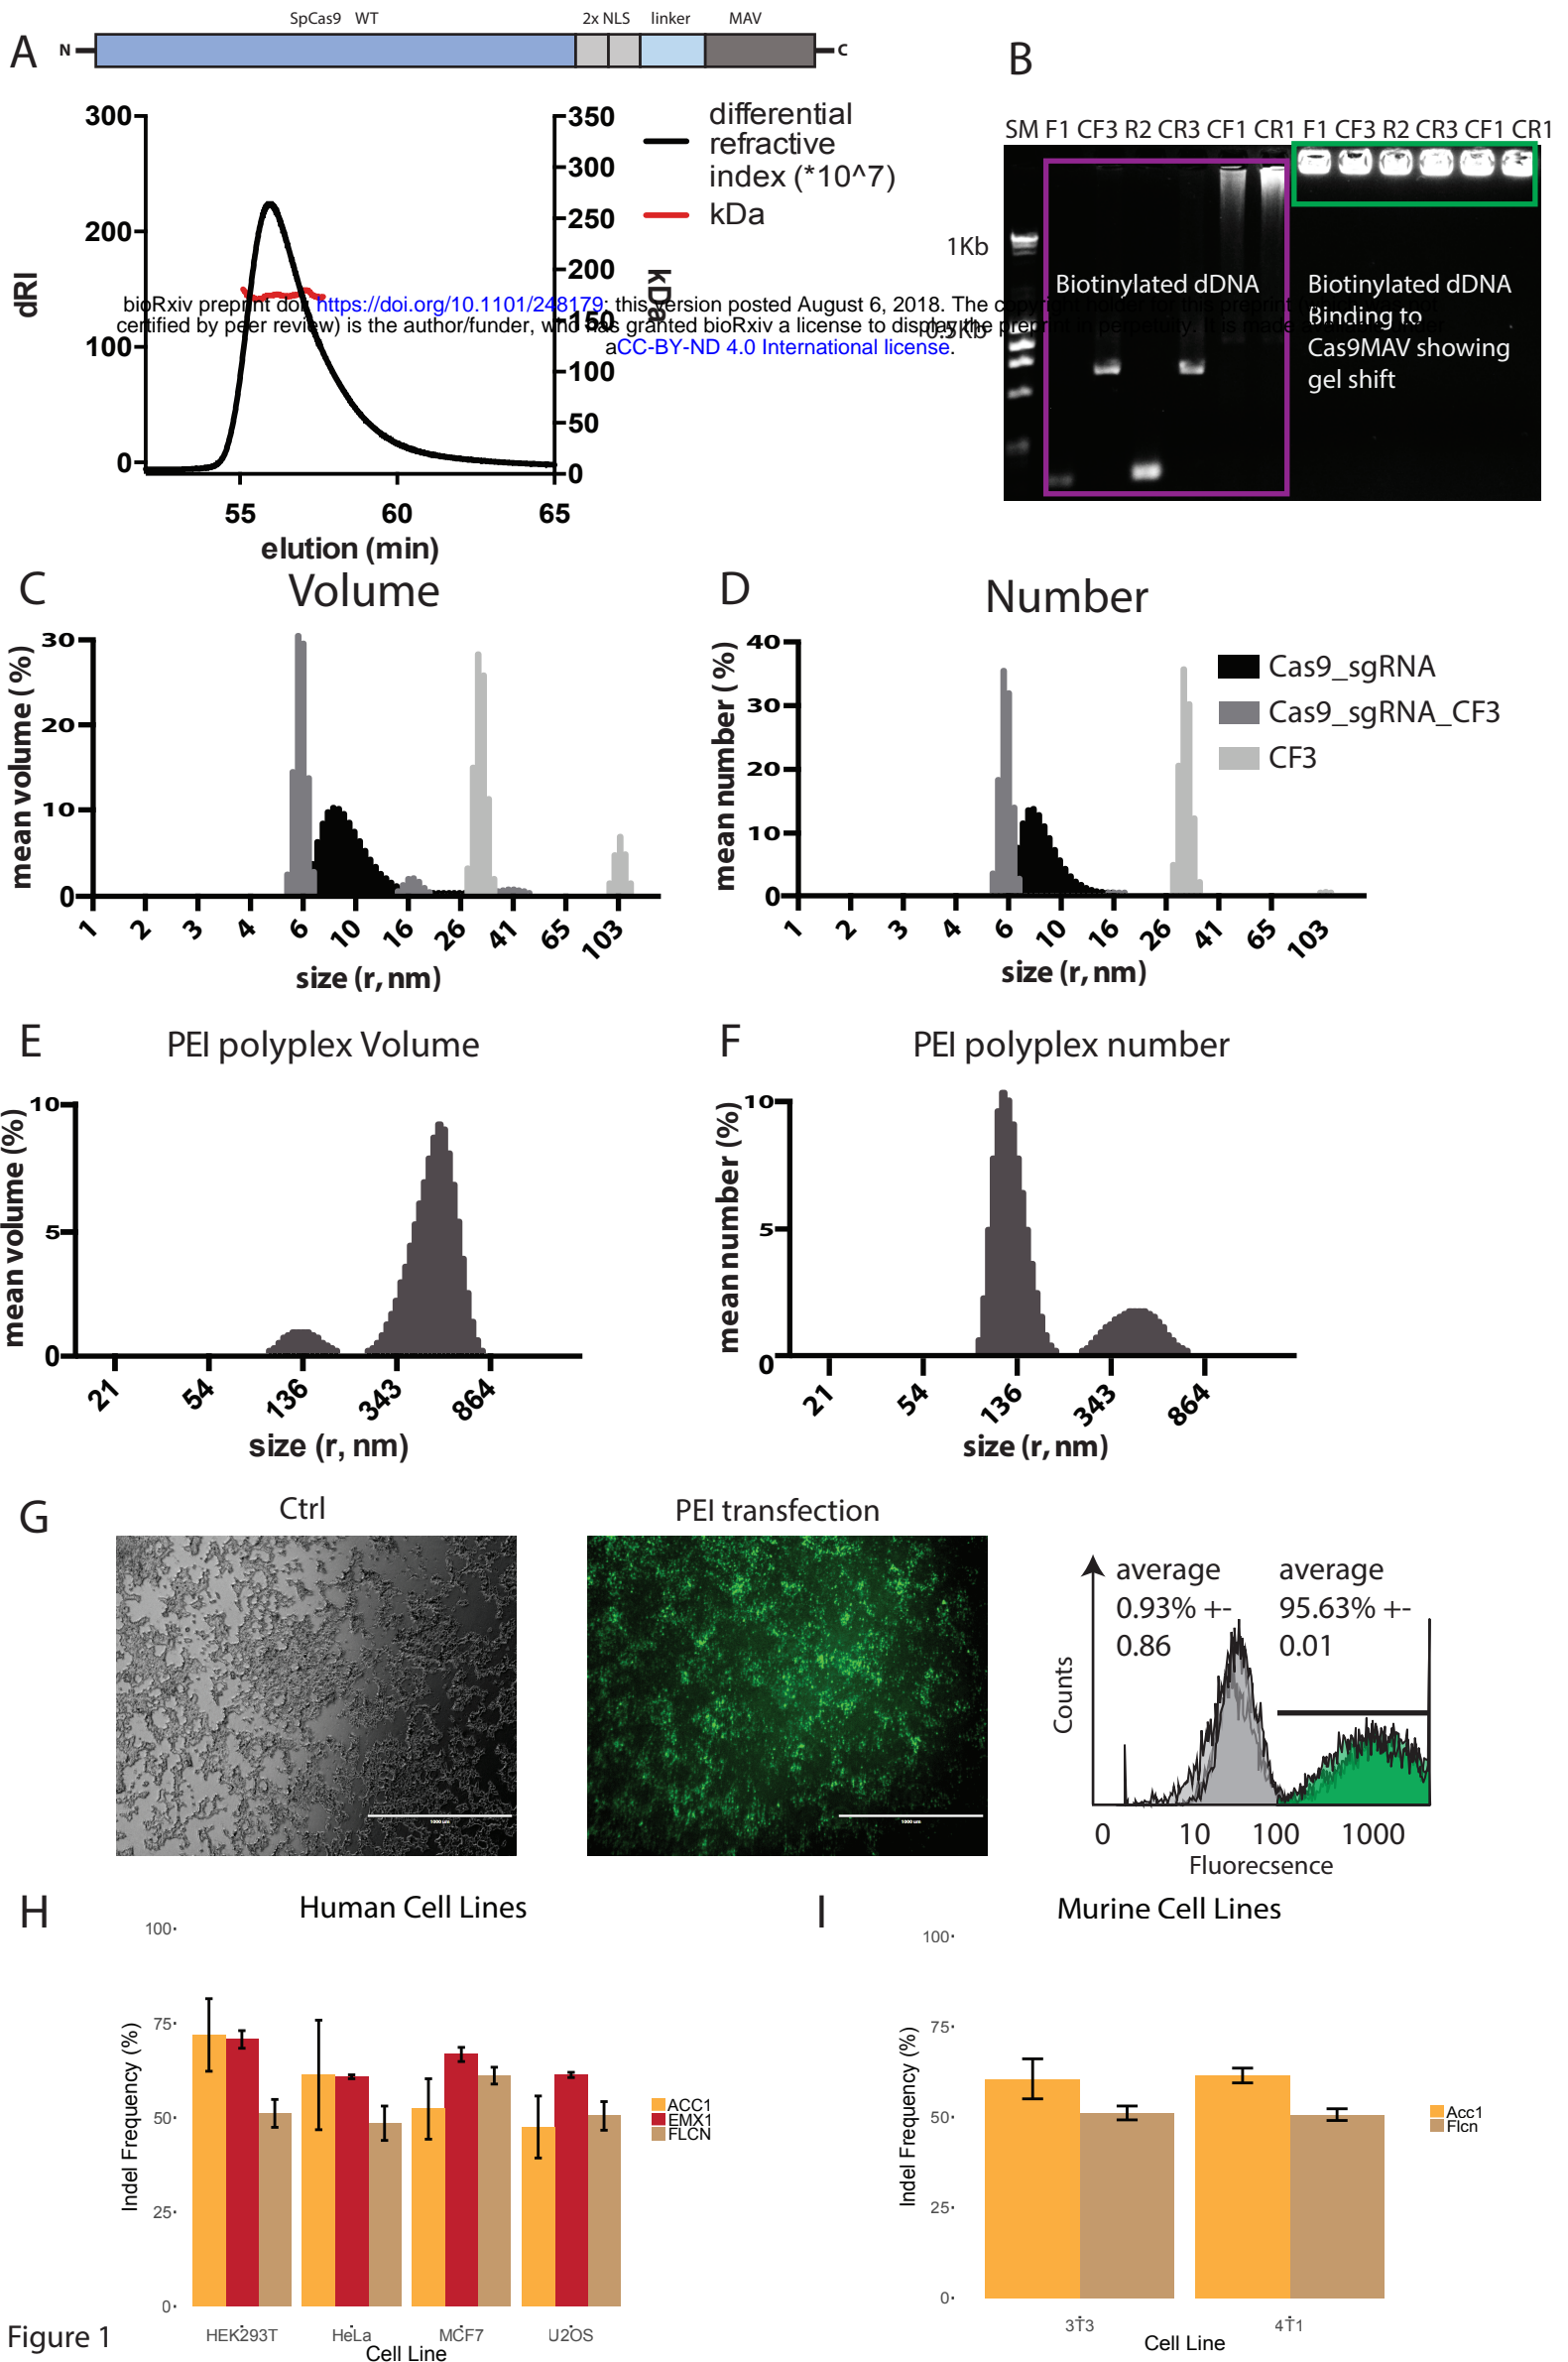 A
N
SpCas9 WT
2x NLS
linker
MAV
C
300
200
100
0
dRI
350
300
250
200
150
100
50
0
kDa
55
60
65
elution (min)
differential
refractive
index (*10^7)
kDa
B
SM F1 CF3 R2 CR3 CF1 CR1 F1 CF3 R2 CR3 CF1 CR1
1Kb
0.5Kb
Biotinylated dDNA
Biotinylated dDNA
Binding to
Cas9MAV showing
gel shift
bioRxiv preprint doi: https://doi.org/10.1101/248179; this version posted August 6, 2018. The copyright holder for this preprint (which was not
certified by peer review) is the author/funder, who has granted bioRxiv a license to display the preprint in perpetuity. It is made
aCC-BY-ND 4.0 International license.
C
Volume
30
20
10
0
mean volume (%)
1 2 3 4 6 10 16 26 41 65 103
size (r, nm)
D
Number
40
30
20
10
0
mean number (%)
1 2 3 4 6 10 16 26 41 65 103
size (r, nm)
Cas9_sgRNA
Cas9_sgRNA_CF3
CF3
E
PEI polyplex Volume
10
5
0
mean volume (%)
21 54 136 343 864
size (r, nm)
F
PEI polyplex number
10
5
0
mean number (%)
21 54 136 343 864
size (r, nm)
G
Ctrl
1000 um
PEI transfection
1000 um
average
0.93% +-
0.86
average
95.63% +-
0.01
Counts
0 10 100 1000
Fluorecsence
H
Human Cell Lines
100
75
50
25
0
Indel Frequency (%)
HEK293T HeLa MCF7 U2OS
Cell Line
ACC1
EMX1
FLCN
I
Murine Cell Lines
100
75
50
25
0
Indel Frequency (%)
3T3 4T1
Cell Line
Acc1
Flcn
Figure 1